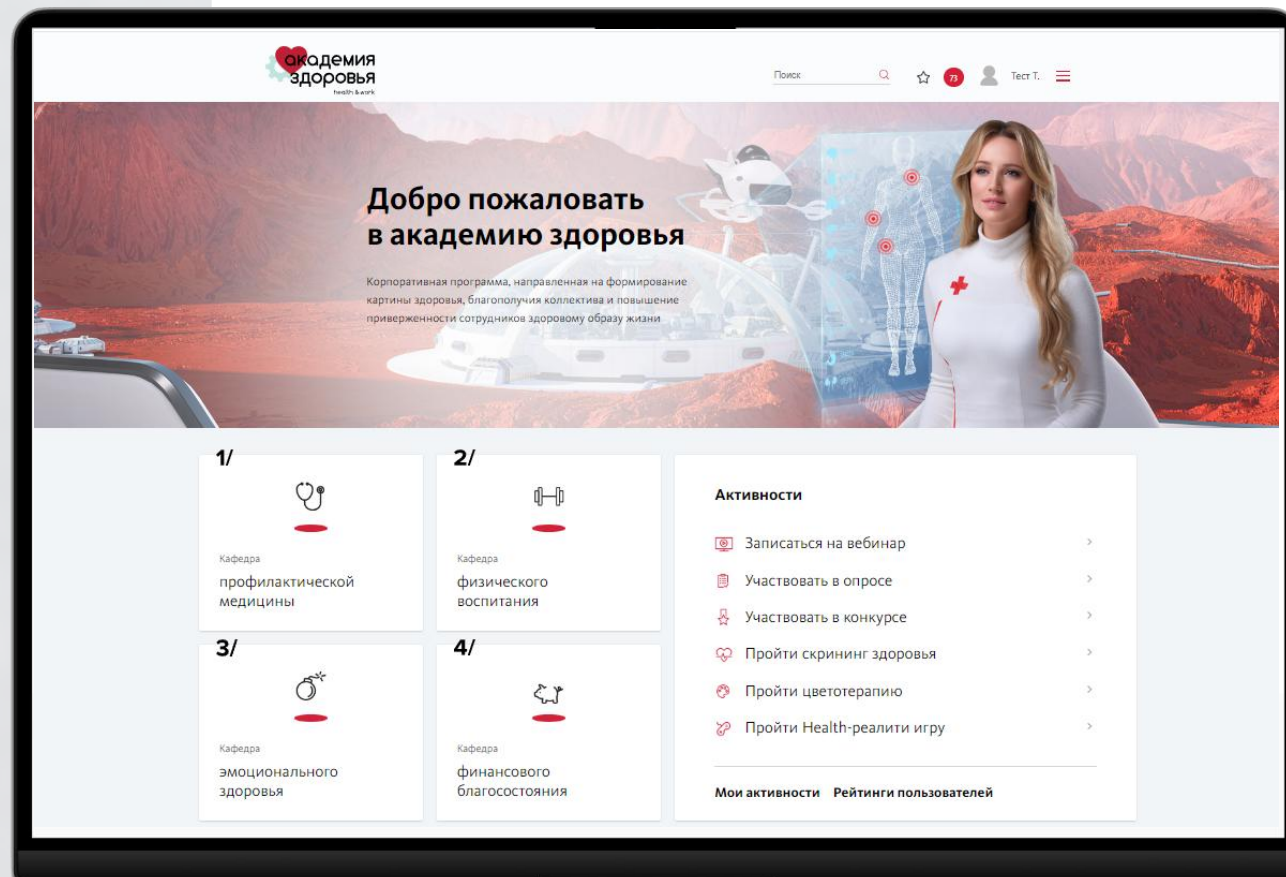 академия
здоровья
health & work
Поиск
73
Тест Т.
Добро пожаловать
в академию здоровья
Корпоративная программа, направленная на формирование
картины здоровья, благополучия коллектива и повышение
приверженности сотрудников здоровому образу жизни
1/
Кафедра
профилактической
медицины
2/
Кафедра
физического
воспитания
3/
Кафедра
эмоционального
здоровья
4/
Кафедра
финансового
благосостояния
Активности
Записаться на вебинар
Участвовать в опросе
Участвовать в конкурсе
Пройти скрининг здоровья
Пройти цветотерапию
Пройти Health-реалити игру
Мои активности Рейтинги пользователей